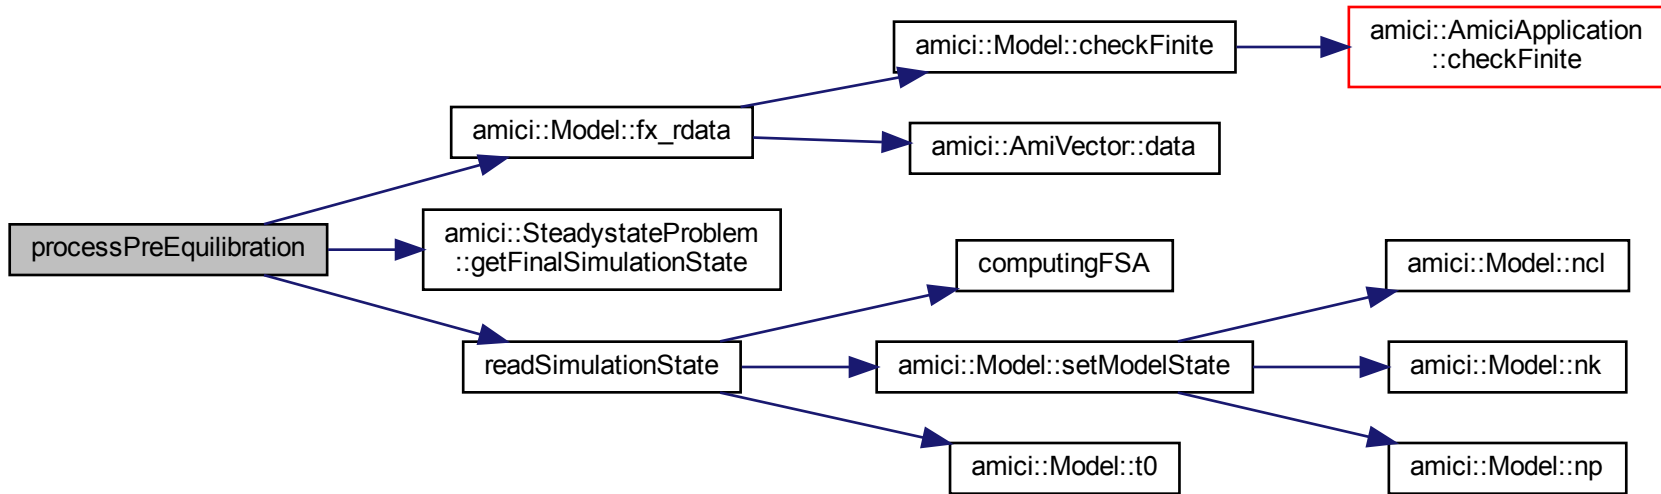 amici::AmiciApplication
::checkFinite
amici::Model::checkFinite
amici::Model::fx_rdata
amici::AmiVector::data
processPreEquilibration
amici::SteadystateProblem
::getFinalSimulationState
computingFSA
amici::Model::ncl
readSimulationState
amici::Model::setModelState
amici::Model::nk
amici::Model::t0
amici::Model::np